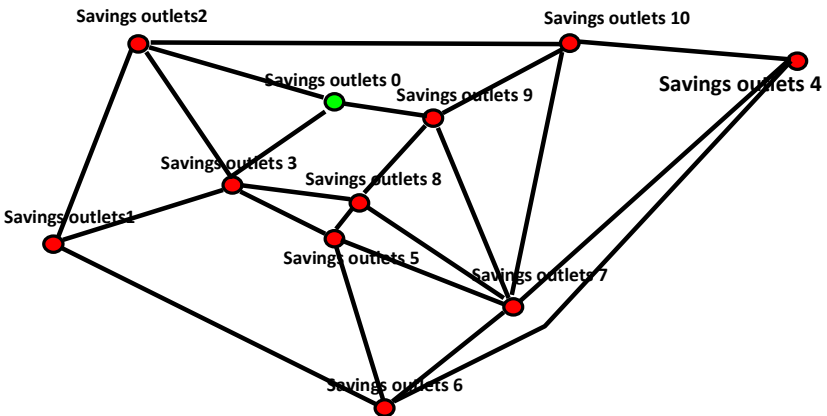 Savings outlets2
Savings outlets 10
Savings outlets 0
Savings outlets 4
Savings outlets 9
Savings outlets 3
Savings outlets 8
Savings outlets1
Savings outlets 5
Savings outlets 7
Savings outlets 6